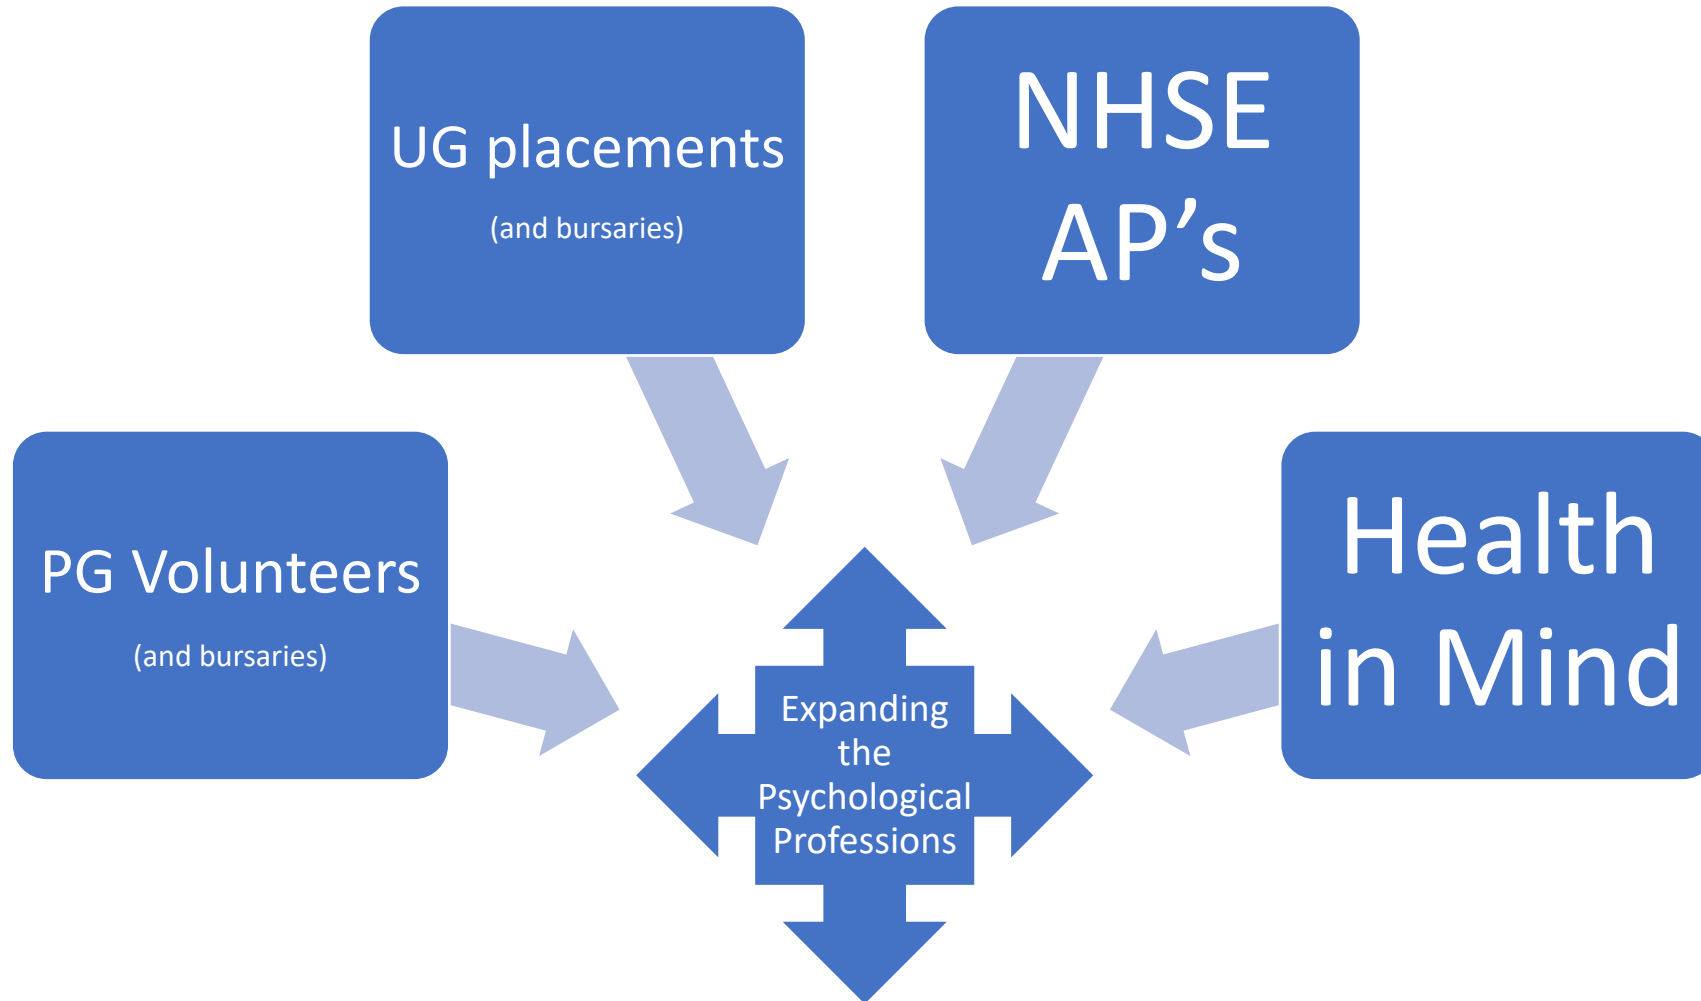 UG placements
(and bursaries)
NHSE
AP’s
PG Volunteers
(and bursaries)
Health
in Mind
Expanding
the
Psychological
Professions